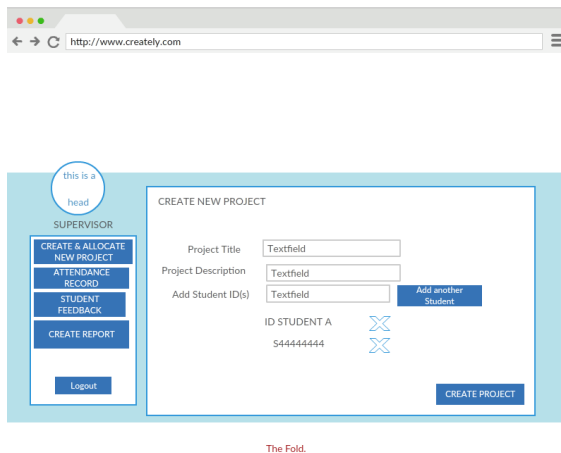 http://www.creately.com
this is a
head
SUPERVISOR
CREATE & ALLOCATE
NEW PROJECT
ATTENDANCE
RECORD
STUDENT
FEEDBACK
CREATE REPORT
Logout
CREATE NEW PROJECT
Project Title
Textfield
Project Description
Textfield
Add Student ID(s)
Textfield
Add another
Student
ID STUDENT A
S44444444
CREATE PROJECT
The Fold.